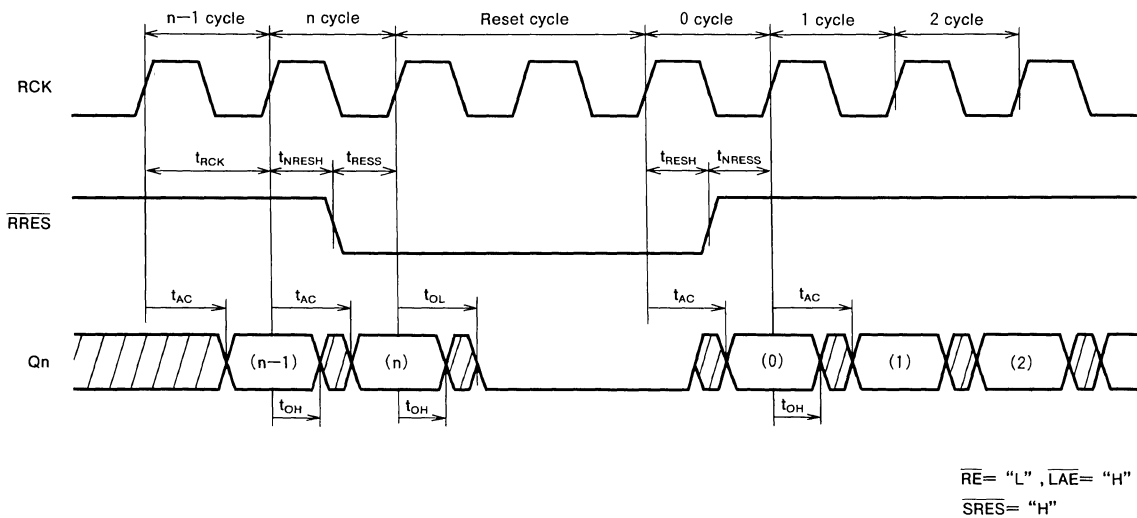 n−1 cycle n cycle Reset cycle 0 cycle 1 cycle 2 cycle
RCK
tRCK tNRESH tRESS tRESH tNRESS
RRES
tAC tAC tOL tAC tAC
Qn (n−1) (n) (0) (1) (2)
tOH tOH tOH
RE= “L” , LAE= “H”
SRES= “H”